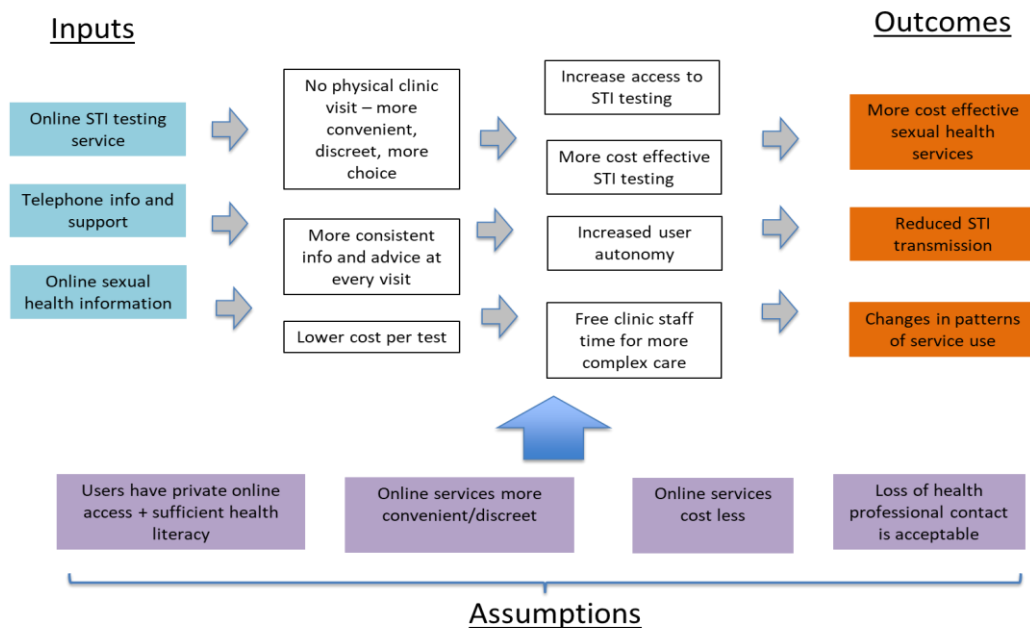 Inputs
Outcomes
Online STI testing
service
Telephone info and
support
Online sexual
health information
No physical clinic
visit – more
convenient,
discreet, more
choice
More consistent
info and advice at
every visit
Lower cost per test
Increase access to
STI testing
More cost effective
STI testing
Increased user
autonomy
Free clinic staff
time for more
complex care
More cost effective
sexual health
services
Reduced STI
transmission
Changes in patterns
of service use
Users have private online
access + sufficient health
literacy
Online services more
convenient/discreet
Online services
cost less
Loss of health
professional contact
is acceptable
Assumptions